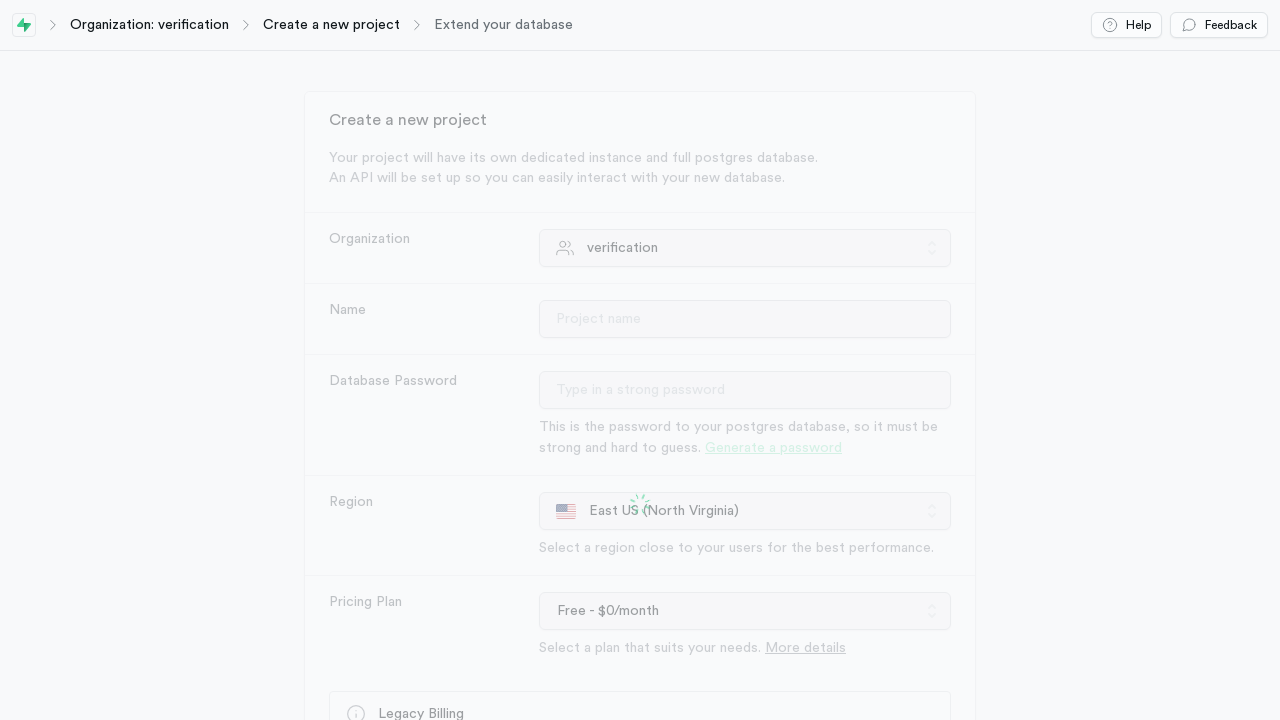 Organization: verification
Create a new project
Extend your database
Help
Feedback
Create a new project
Your project will have its own dedicated instance and full postgres database.
An API will be set up so you can easily interact with your new database.
Organization
verification
Name
Project name
Database Password
Type in a strong password
This is the password to your postgres database, so it must be
strong and hard to guess. Generate a password
Region
East US (North Virginia)
Select a region close to your users for the best performance.
Pricing Plan
Free - $0/month
Select a plan that suits your needs. More details
Legacy Billing